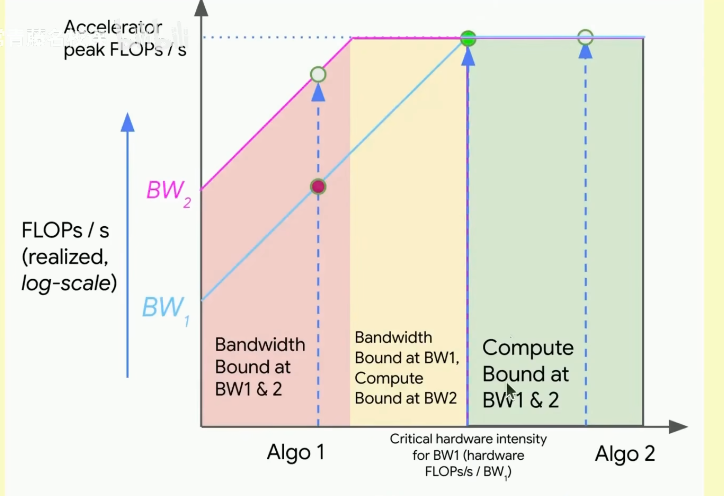 Accelerator
peak FLOPs / s
BW2
FLOPs / s
(realized,
log-scale)
BW1
Bandwidth
Bound at
BW1 & 2
Bandwidth
Bound at BW1,
Compute
Bound at BW2
Compute
Bound at
BW1 & 2
Algo 1
Critical hardware intensity
for BW1 (hardware
FLOPs/s / BW1)
Algo 2